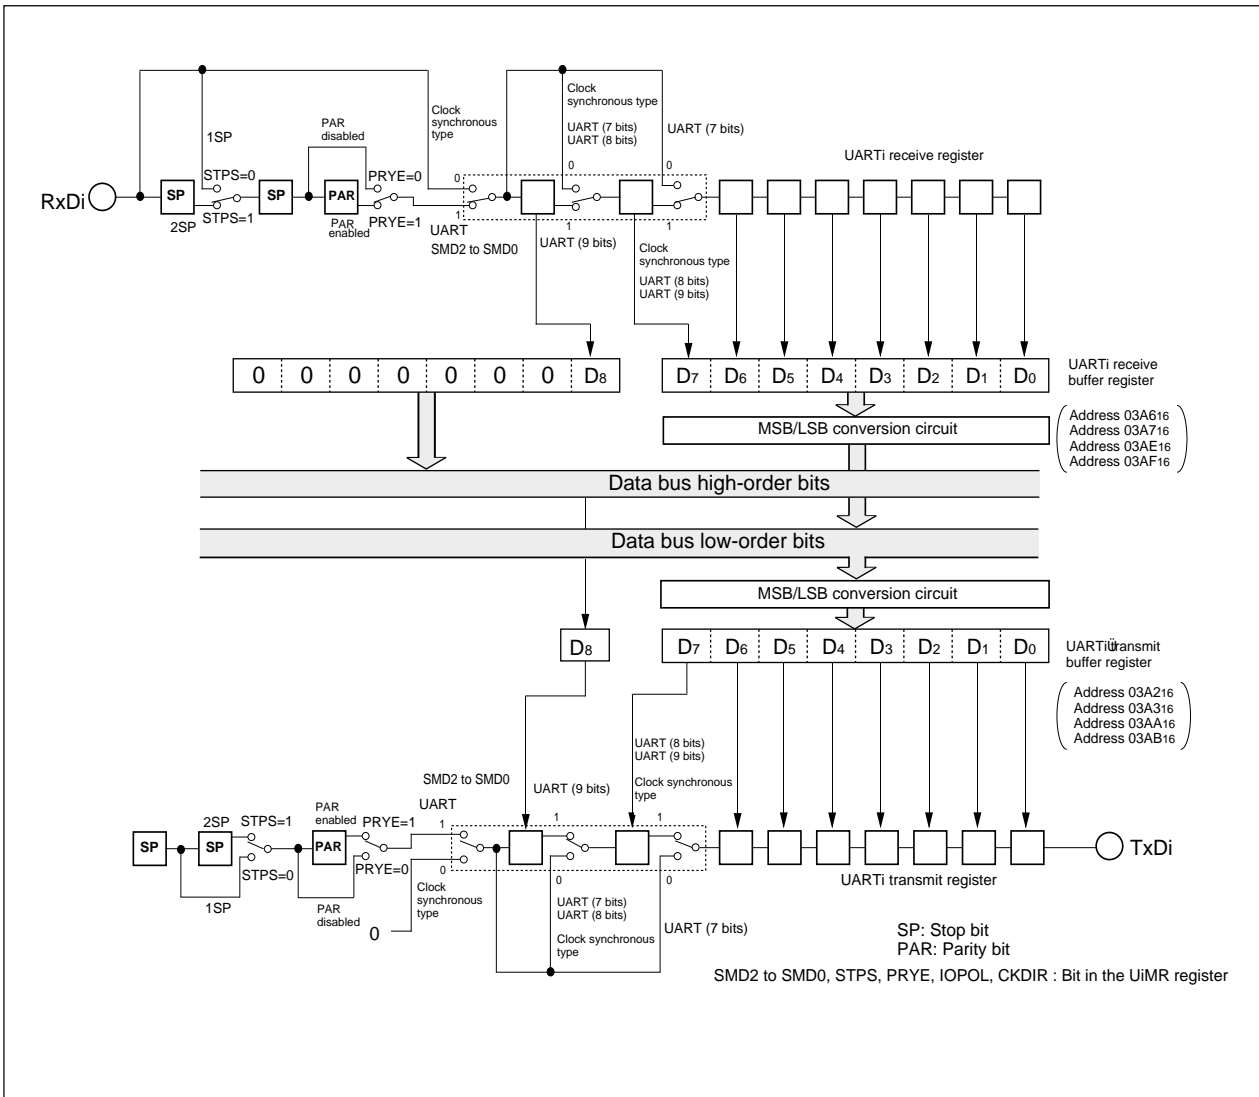 Clock
synchronous
type
Clock
synchronous type
UART (7 bits)
UART (8 bits)
UART (7 bits)
1SP
PAR
disabled
UARTi receive register
RxDi
SP
STPS=0
STPS=1
2SP
SP
PAR
PRYE=0
PRYE=1
PAR
enabled
0
1
UART
SMD2 to SMD0
0
1
0
1
UART (9 bits)
Clock
synchronous type
UART (8 bits)
UART (9 bits)
0 0 0 0 0 0 0 D8
D7 D6 D5 D4 D3 D2 D1 D0
UARTi receive
buffer register
MSB/LSB conversion circuit
Address 03A616
Address 03A716
Address 03AE16
Address 03AF16
Data bus high-order bits
Data bus low-order bits
MSB/LSB conversion circuit
D8
D7 D6 D5 D4 D3 D2 D1 D0
UARTiÜtransmit
buffer register
Address 03A216
Address 03A316
Address 03AA16
Address 03AB16
UART (8 bits)
UART (9 bits)
Clock synchronous
type
SMD2 to SMD0
UART (9 bits)
UART
SP
2SP
SP
STPS=1
STPS=0
1SP
PAR
enabled
PAR
PRYE=1
PRYE=0
PAR
disabled
1
0
1
0
1
0
0
Clock
synchronous
type
UART (7 bits)
UART (8 bits)
Clock synchronous
type
UART (7 bits)
TxDi
UARTi transmit register
SP: Stop bit
PAR: Parity bit
SMD2 to SMD0, STPS, PRYE, IOPOL, CKDIR : Bit in the UiMR register